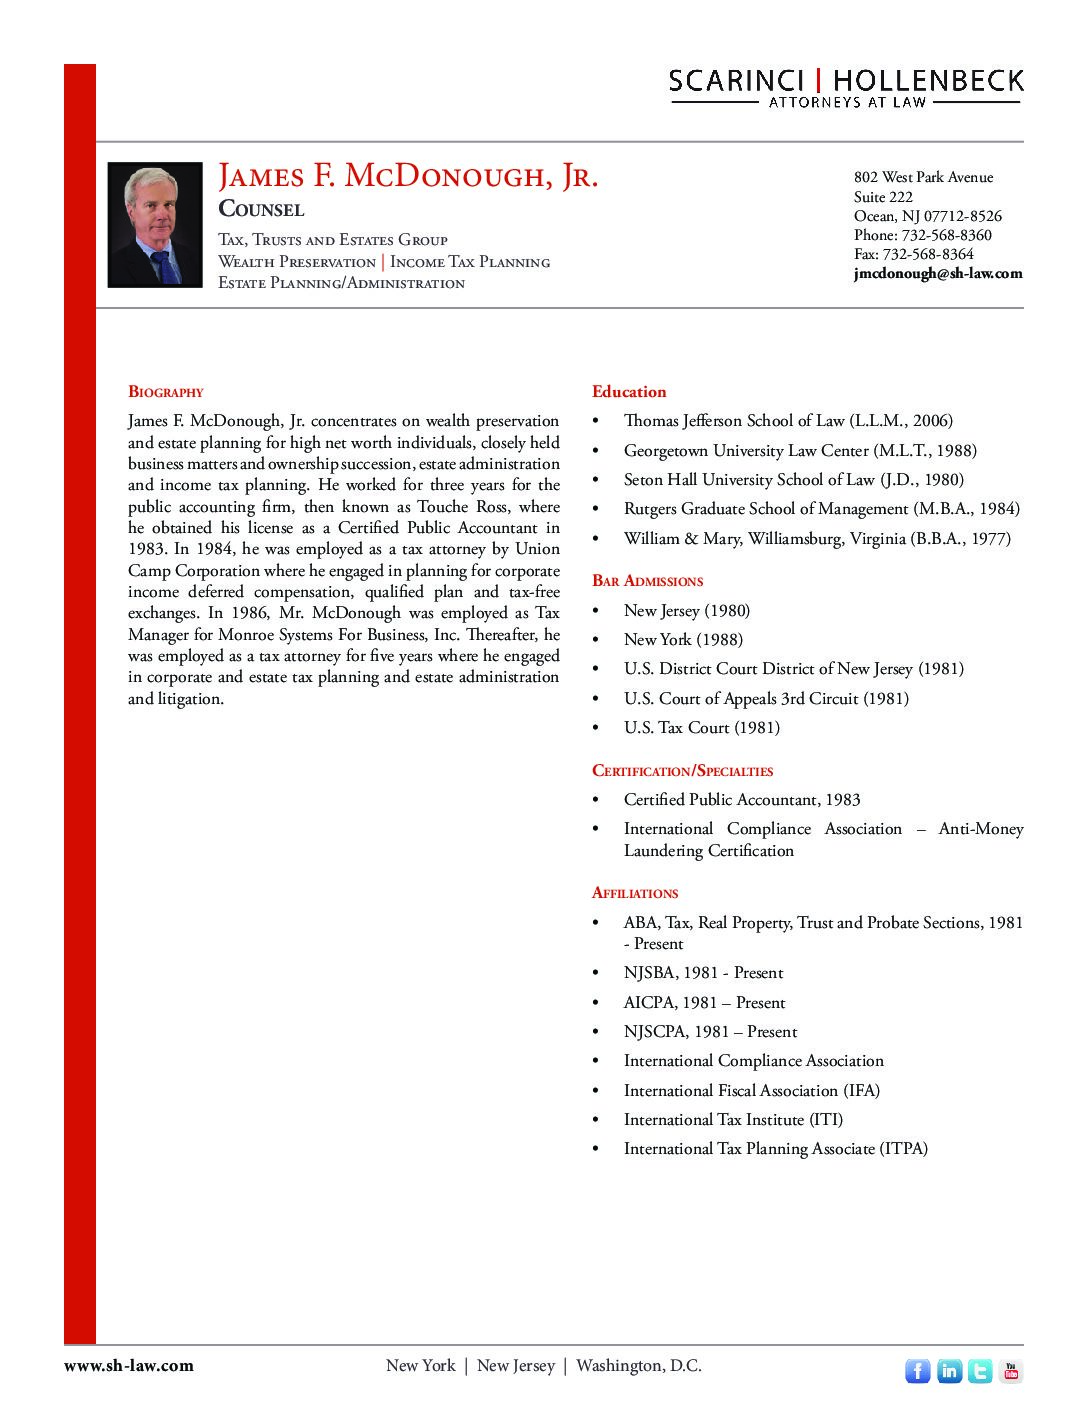 SCARINCI | HOLLENBECK
ATTORNEYS AT LAW
James F. McDonough, Jr.
Counsel
Tax, Trusts and Estates Group
Wealth Preservation | Income Tax Planning
Estate Planning/Administration
802 West Park Avenue
Suite 222
Ocean, NJ 07712-8526
Phone: 732-568-8360
Fax: 732-568-8364
jmcdonough@sh-law.com
Biography
James F. McDonough, Jr. concentrates on wealth preservation
and estate planning for high net worth individuals, closely held
business matters and ownership succession, estate administration
and income tax planning. He worked for three years for the
public accounting firm, then known as Touche Ross, where
he obtained his license as a Certified Public Accountant in
1983. In 1984, he was employed as a tax attorney by Union
Camp Corporation where he engaged in planning for corporate
income deferred compensation, qualified plan and tax-free
exchanges. In 1986, Mr. McDonough was employed as Tax
Manager for Monroe Systems For Business, Inc. Thereafter, he
was employed as a tax attorney for five years where he engaged
in corporate and estate tax planning and estate administration
and litigation.
Education
• Thomas Jefferson School of Law (L.L.M., 2006)
• Georgetown University Law Center (M.L.T., 1988)
• Seton Hall University School of Law (J.D., 1980)
• Rutgers Graduate School of Management (M.B.A., 1984)
• William & Mary, Williamsburg, Virginia (B.B.A., 1977)
Bar Admissions
• New Jersey (1980)
• New York (1988)
• U.S. District Court District of New Jersey (1981)
• U.S. Court of Appeals 3rd Circuit (1981)
• U.S. Tax Court (1981)
Certification/Specialties
• Certified Public Accountant, 1983
• International Compliance Association – Anti-Money
Laundering Certification
Affiliations
• ABA, Tax, Real Property, Trust and Probate Sections, 1981
- Present
• NJSBA, 1981 - Present
• AICPA, 1981 – Present
• NJSCPA, 1981 – Present
• International Compliance Association
• International Fiscal Association (IFA)
• International Tax Institute (ITI)
• International Tax Planning Associate (ITPA)
www.sh-law.com
New York | New Jersey | Washington, D.C.
f in t You Tube